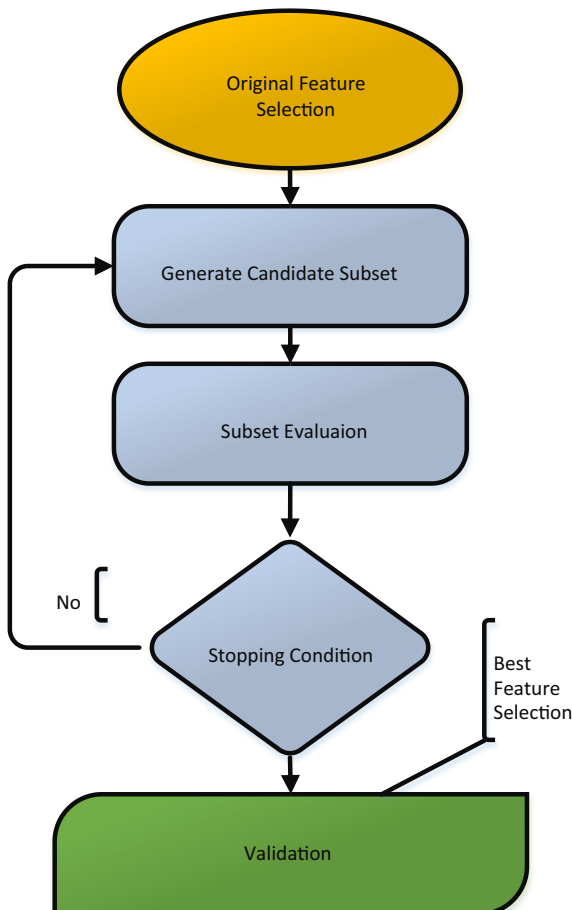 Original Feature
Selection
Generate Candidate Subset
Subset Evaluaion
No
Stopping Condition
Best
Feature
Selection
Validation